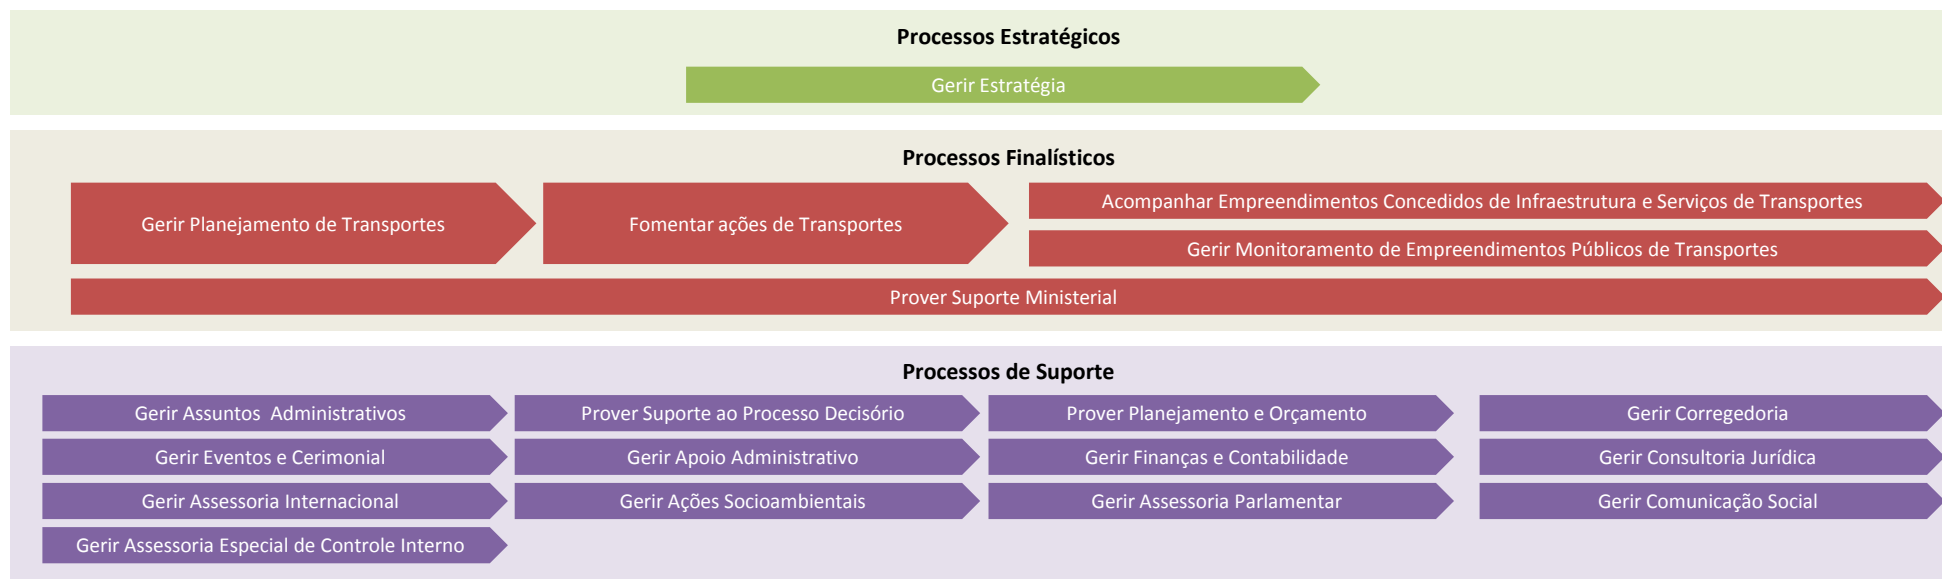 Processos Estratégicos
Gerir Estratégia
Processos Finalísticos
Gerir Planejamento de Transportes
Fomentar ações de Transportes
Acompanhar Empreendimentos Concedidos de Infraestrutura e Serviços de Transportes
Gerir Monitoramento de Empreendimentos Públicos de Transportes
Prover Suporte Ministerial
Processos de Suporte
Gerir Assuntos  Administrativos
Prover Suporte ao Processo Decisório
Prover Planejamento e Orçamento
Gerir Corregedoria
Gerir Eventos e Cerimonial
Gerir Apoio Administrativo
Gerir Finanças e Contabilidade
Gerir Consultoria Jurídica
Gerir Assessoria Internacional
Gerir Ações Socioambientais
Gerir Assessoria Parlamentar
Gerir Comunicação Social
Gerir Assessoria Especial de Controle Interno